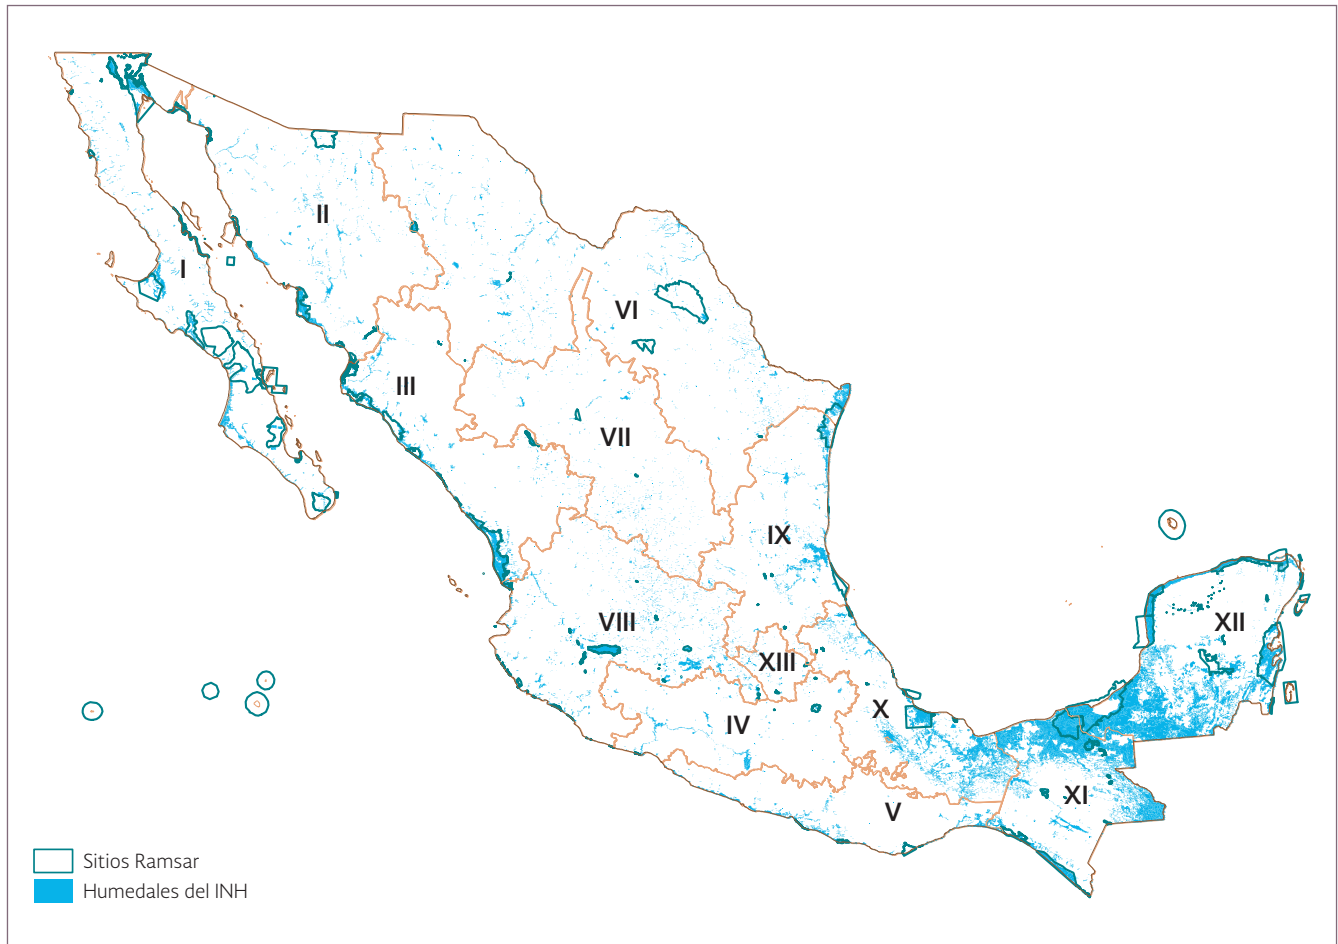 II
I
VI
III
VII
IX
VIII
XII
XIII
X
IV
XI
V
Sitios Ramsar
Humedales del INH